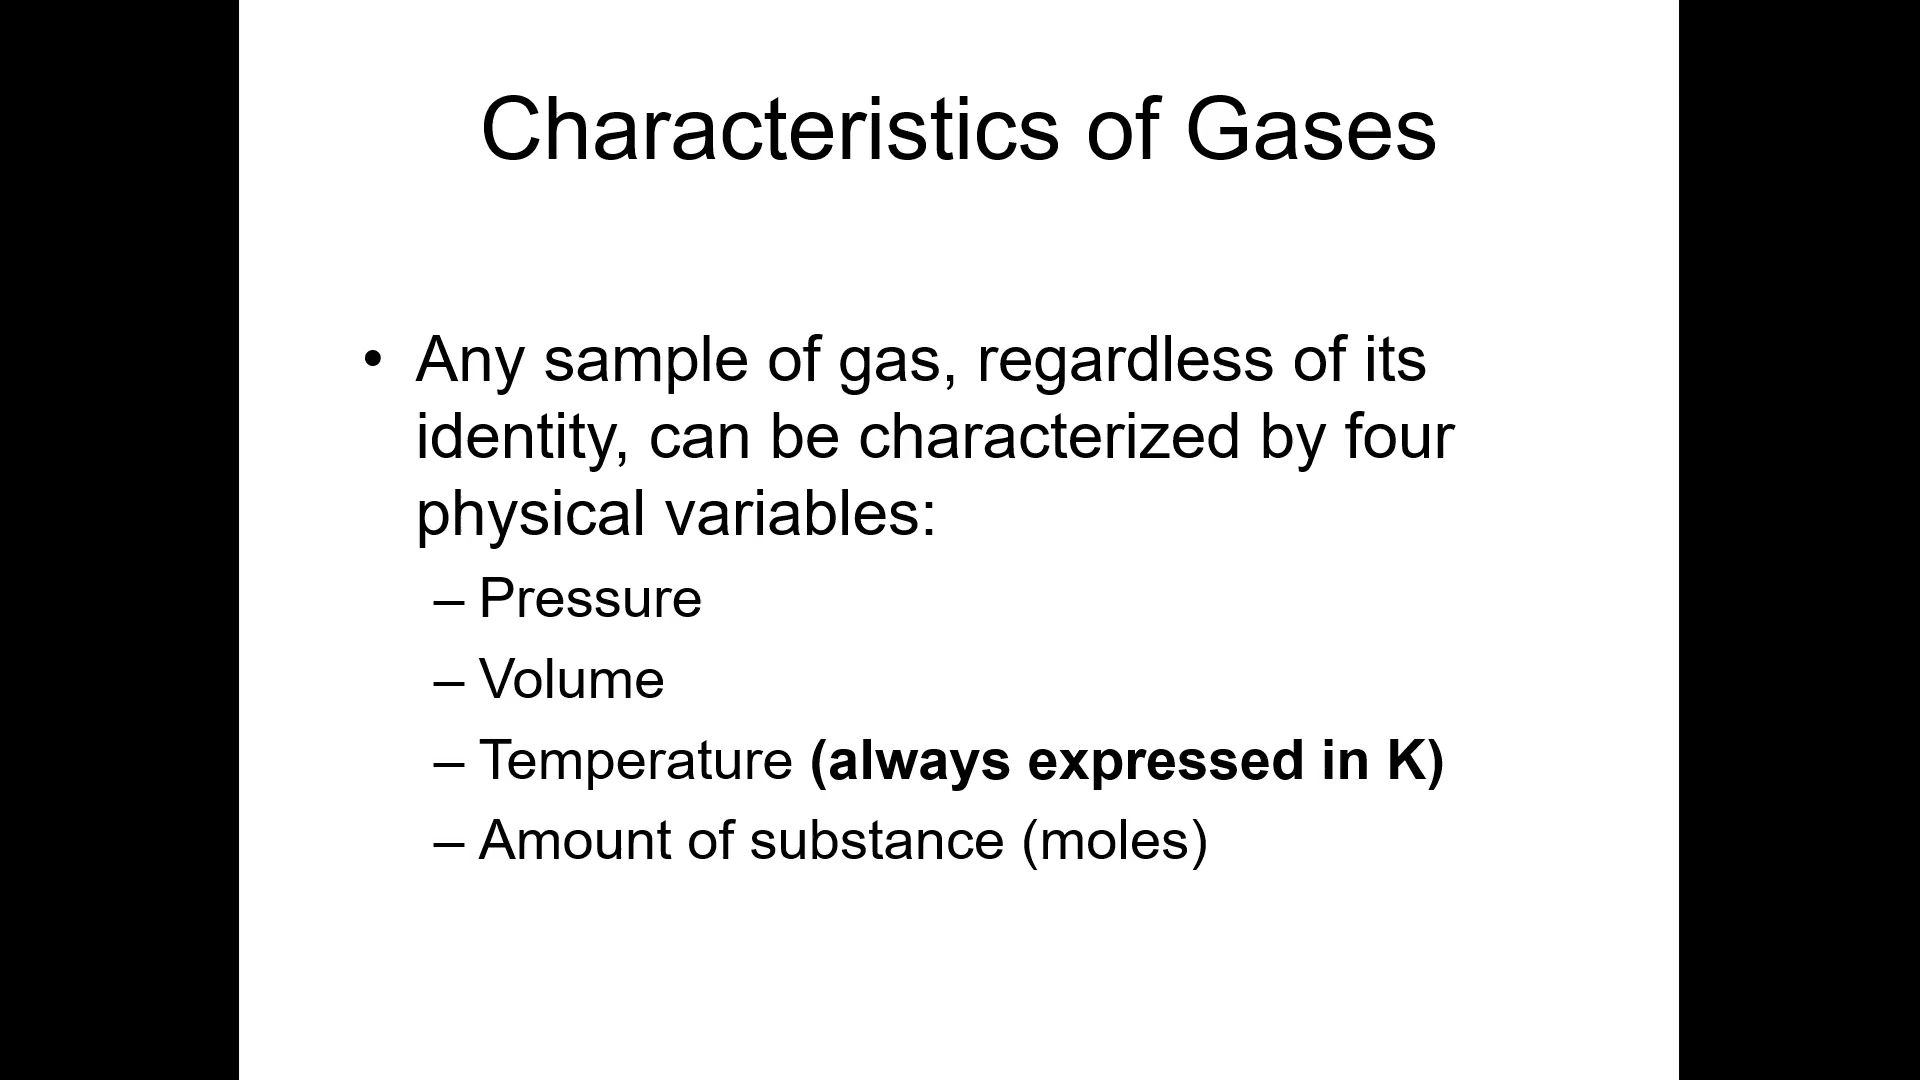 Characteristics of Gases
• Any sample of gas, regardless of its
identity, can be characterized by four
physical variables:
– Pressure
– Volume
– Temperature (always expressed in K)
– Amount of substance (moles)